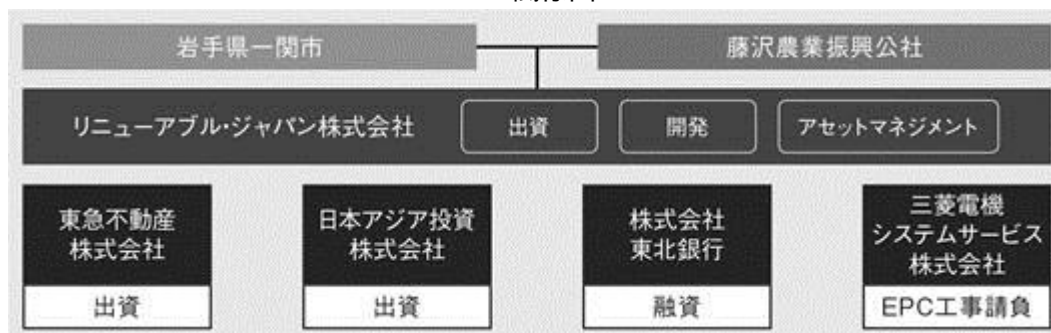 岩手県一関市
藤沢農業振興公社
リニューアブル・ジャパン株式会社
出資
開発
アセットマネジメント
東急不動産
株式会社
出資
日本アジア投資
株式会社
出資
株式会社
東北銀行
融資
三菱電機
システムサービス
株式会社
EPC工事請負